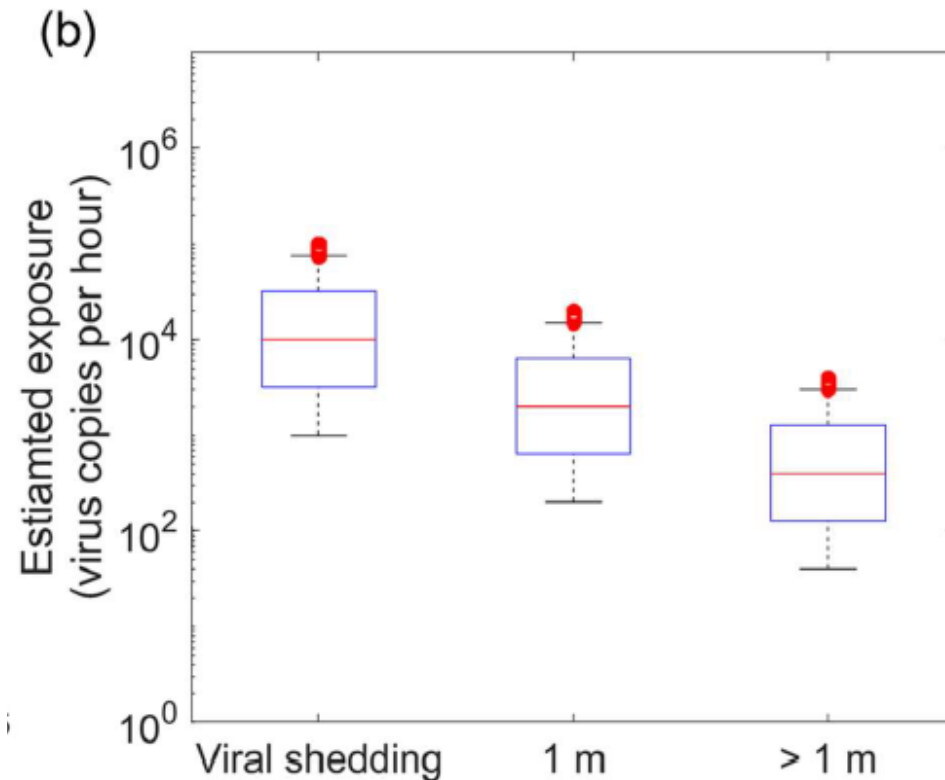 (b)
Estiamted exposure
(virus copies per hour)
10^6
10^4
10^2
10^0
Viral shedding 1 m > 1 m